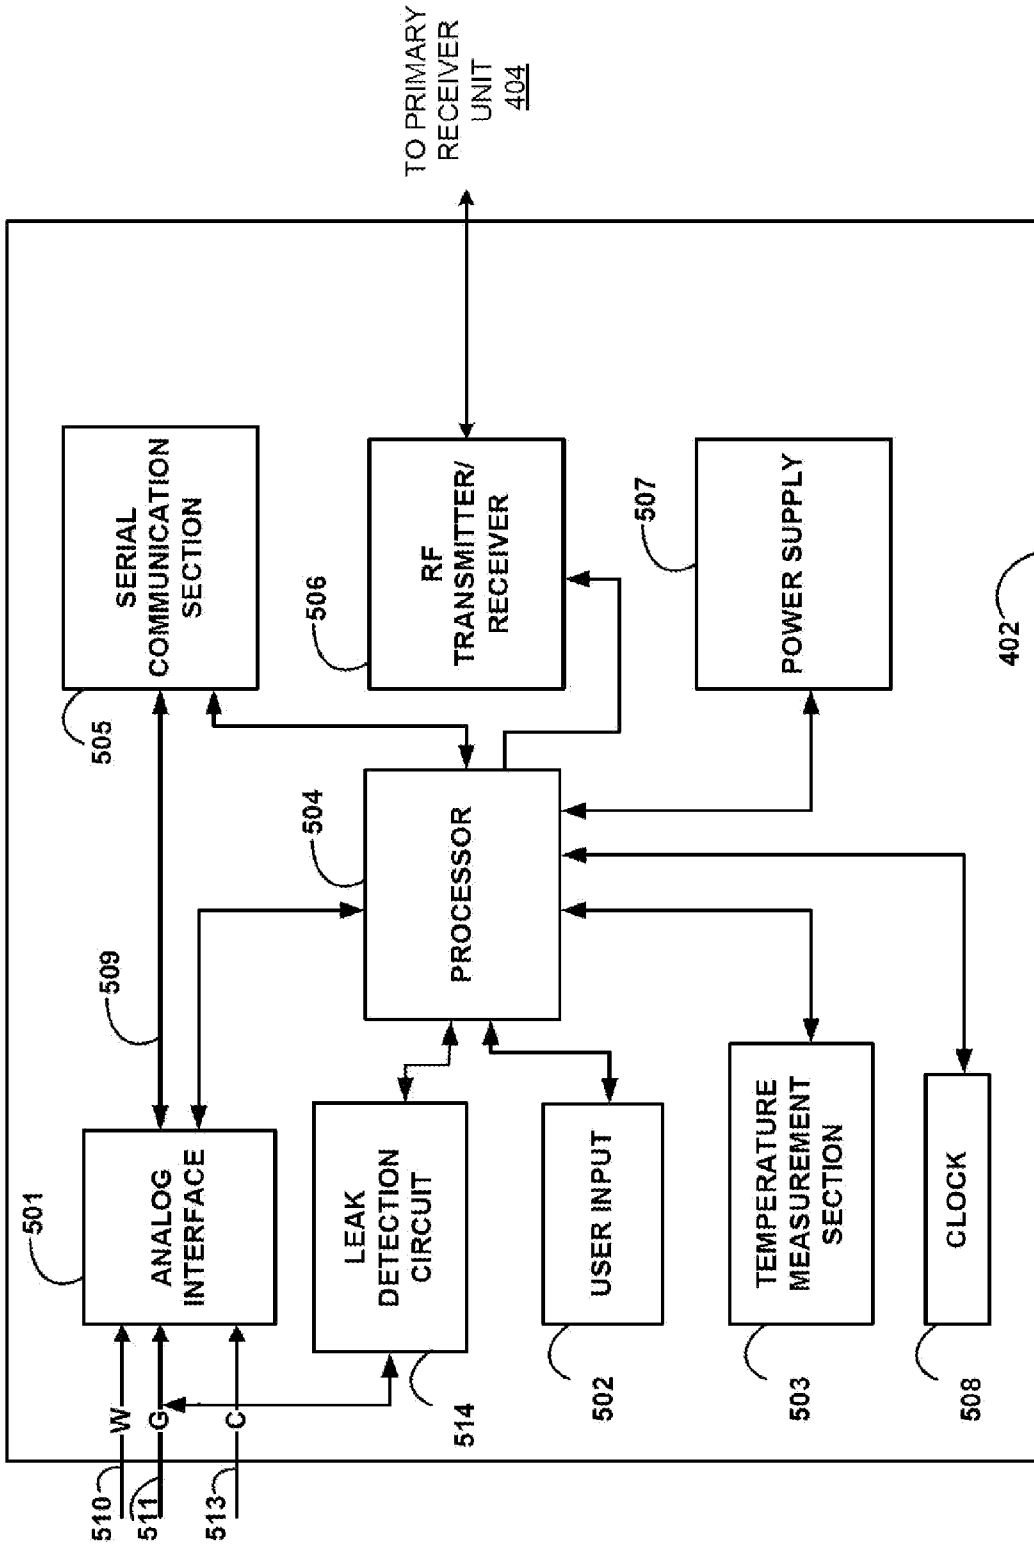 510
W
511
G
513
C
501
ANALOG
INTERFACE
509
505
SERIAL
COMMUNICATION
SECTION
514
LEAK
DETECTION
CIRCUIT
504
PROCESSOR
506
RF
TRANSMITTER/
RECEIVER
TO PRIMARY
RECEIVER
UNIT
404
502
USER INPUT
507
POWER SUPPLY
503
TEMPERATURE
MEASUREMENT
SECTION
508
CLOCK
402